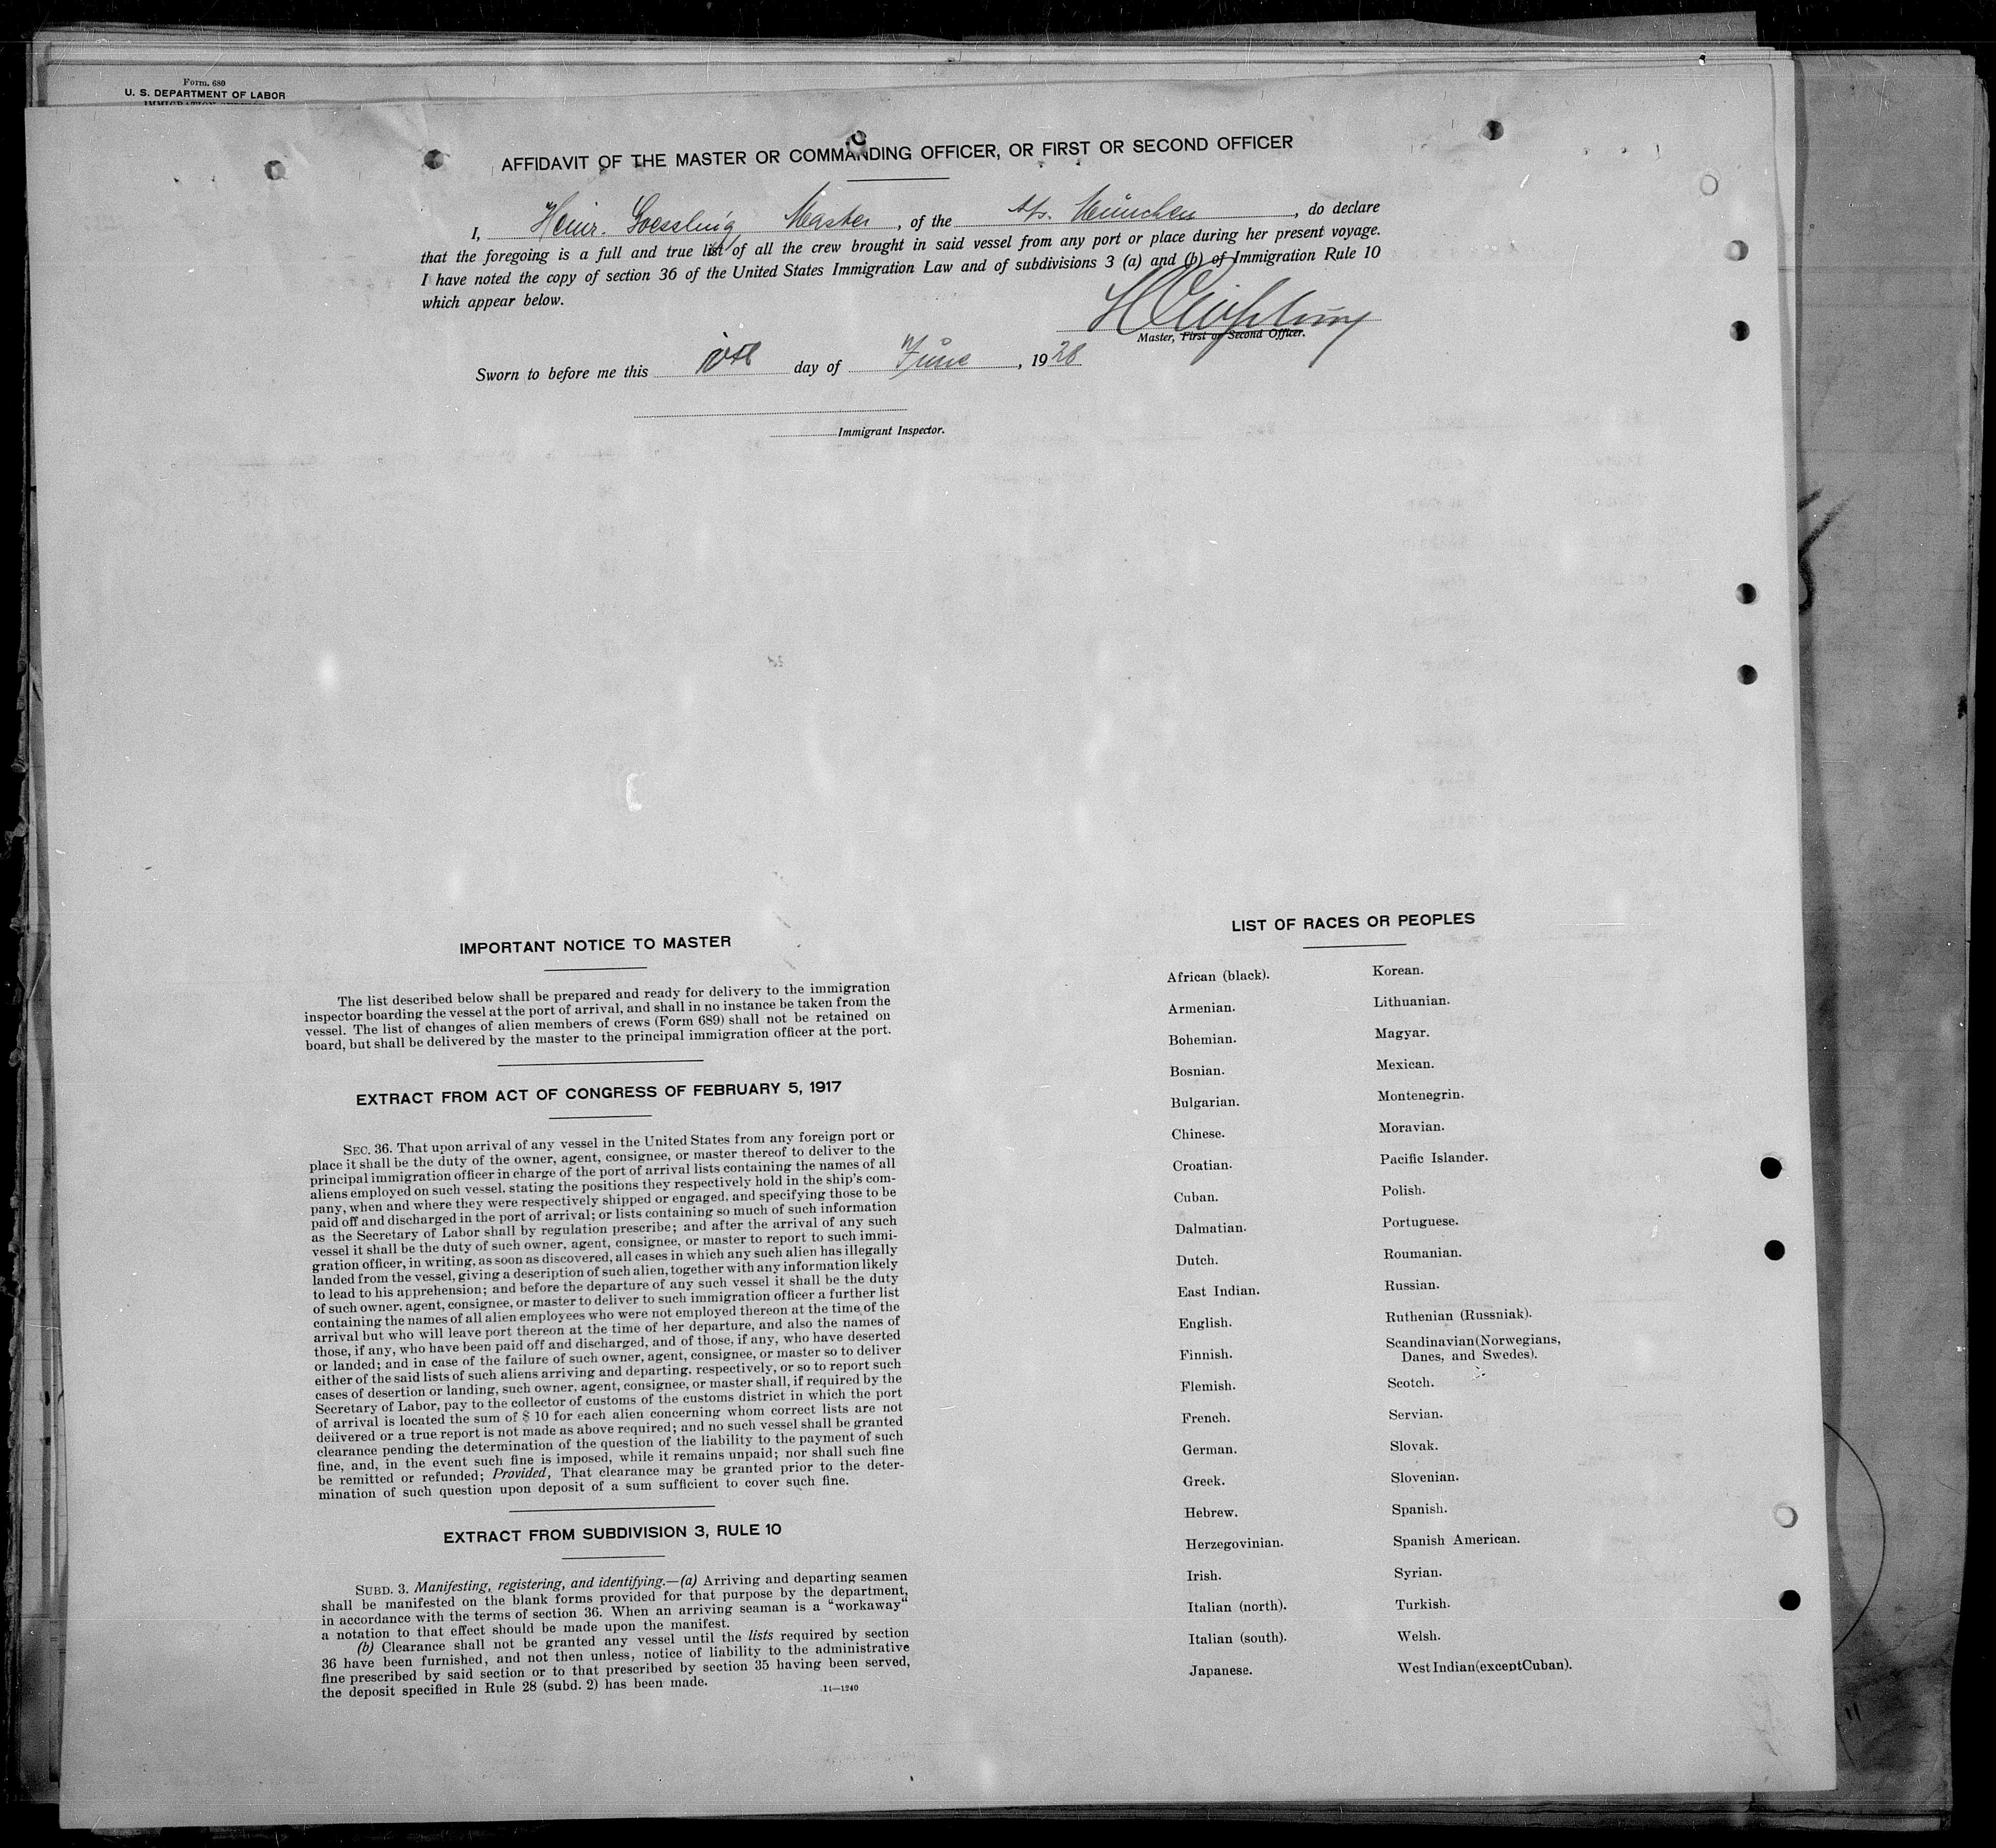 Form. 680
U. S. DEPARTMENT OF LABOR
AFFIDAVIT OF THE MASTER OR COMMANDING OFFICER, OR FIRST OR SECOND OFFICER
I, Heinr. Goessling Master, of the München, do declare
that the foregoing is a full and true list of all the crew brought in said vessel from any port or place during her present voyage.
I have noted the copy of section 36 of the United States Immigration Law and of subdivisions 3 (a) and (b) of Immigration Rule 10
which appear below.
Master, First or Second Officer.
Sworn to before me this day of June, 1928
Immigrant Inspector.
IMPORTANT NOTICE TO MASTER
The list described below shall be prepared and ready for delivery to the immigration
inspector boarding the vessel at the port of arrival, and shall in no instance be taken from the
vessel. The list of changes of alien members of crews (Form 689) shall not be retained on
board, but shall be delivered by the master to the principal immigration officer at the port.
EXTRACT FROM ACT OF CONGRESS OF FEBRUARY 5, 1917
SEC. 36. That upon arrival of any vessel in the United States from any foreign port or
place it shall be the duty of the owner, agent, consignee, or master thereof to deliver to the
principal immigration officer in charge of the port of arrival lists containing the names of all
aliens employed on such vessel, stating the positions they respectively hold in the ship's com-
pany, when and where they were respectively shipped or engaged, and specifying those to be
paid off and discharged in the port of arrival; or lists containing so much of such information
as the Secretary of Labor shall by regulation prescribe; and after the arrival of any such
vessel it shall be the duty of such owner, agent, consignee, or master to report to such immi-
gration officer, in writing, as soon as discovered, all cases in which any such alien has illegally
landed from the vessel, giving a description of such alien, together with any information likely
to lead to his apprehension; and before the departure of any such vessel it shall be the duty
of such owner, agent, consignee, or master to deliver to such immigration officer a further list
containing the names of all alien employees who were not employed thereon at the time of the
arrival but who will leave port thereon at the time of her departure, and also the names of
those, if any, who have been paid off and discharged, and of those, if any, who have deserted
or landed; and in case of the failure of such owner, agent, consignee, or master so to deliver
either of the said lists of such aliens arriving and departing, respectively, or so to report such
cases of desertion or landing, such owner, agent, consignee, or master shall, if required by the
Secretary of Labor, pay to the collector of customs of the customs district in which the port
of arrival is located the sum of $ 10 for each alien concerning whom correct lists are not
delivered or a true report is not made as above required; and no such vessel shall be granted
clearance pending the determination of the question of the liability to the payment of such
fine, and, in the event such fine is imposed, while it remains unpaid; nor shall such fine
be remitted or refunded; Provided, That clearance may be granted prior to the deter-
mination of such question upon deposit of a sum sufficient to cover such fine.
EXTRACT FROM SUBDIVISION 3, RULE 10
SUBD. 3. Manifesting, registering, and identifying.—(a) Arriving and departing seamen
shall be manifested on the blank forms provided for that purpose by the department,
in accordance with the terms of section 36. When an arriving seaman is a "workaway"
a notation to that effect should be made upon the manifest.
(b) Clearance shall not be granted any vessel until the lists required by section
36 have been furnished, and not then unless, notice of liability to the administrative
fine prescribed by said section or to that prescribed by section 35 having been served,
the deposit specified in Rule 28 (subd. 2) has been made.
11—1240
LIST OF RACES OR PEOPLES
African (black).
Armenian.
Bohemian.
Bosnian.
Bulgarian.
Chinese.
Croatian.
Cuban.
Dalmatian.
Dutch.
East Indian.
English.
Finnish.
Flemish.
French.
German.
Greek.
Hebrew.
Herzegovinian.
Irish.
Italian (north).
Italian (south).
Japanese.
Korean.
Lithuanian.
Magyar.
Mexican.
Montenegrin.
Moravian.
Pacific Islander.
Polish.
Portuguese.
Roumanian.
Russian.
Ruthenian (Russniak).
Scandinavian(Norwegians,
Danes, and Swedes).
Scotch.
Servian.
Slovak.
Slovenian.
Spanish.
Spanish American.
Syrian.
Turkish.
Welsh.
West Indian(except Cuban).